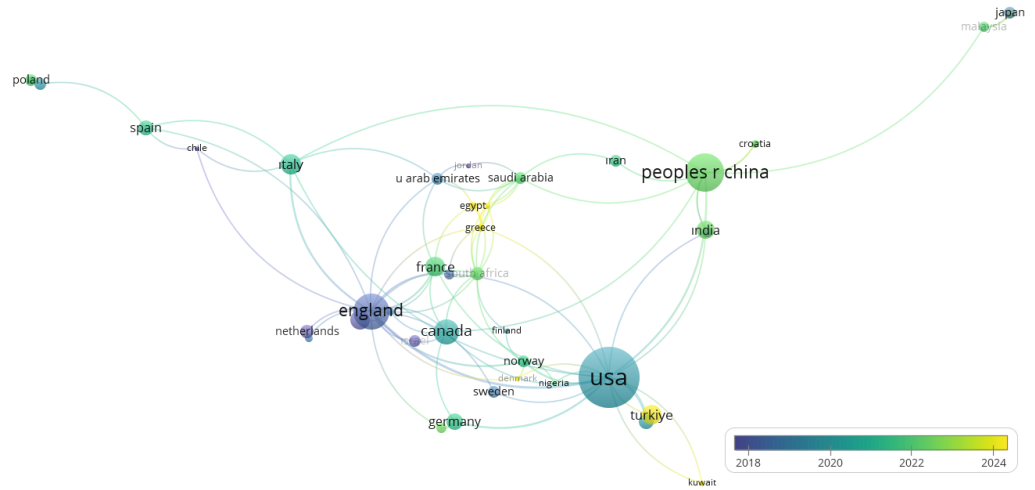 japan
malaysia
poland
spain
chile
croatia
italy
jordan
iran
peoples r china
u arab emirates
saudi arabia
egypt
greece
india
france
south africa
england
netherlands
canada
finland
israel
norway
denmark
nigeria
usa
sweden
turkiye
germany
kuwait
2018 2020 2022 2024